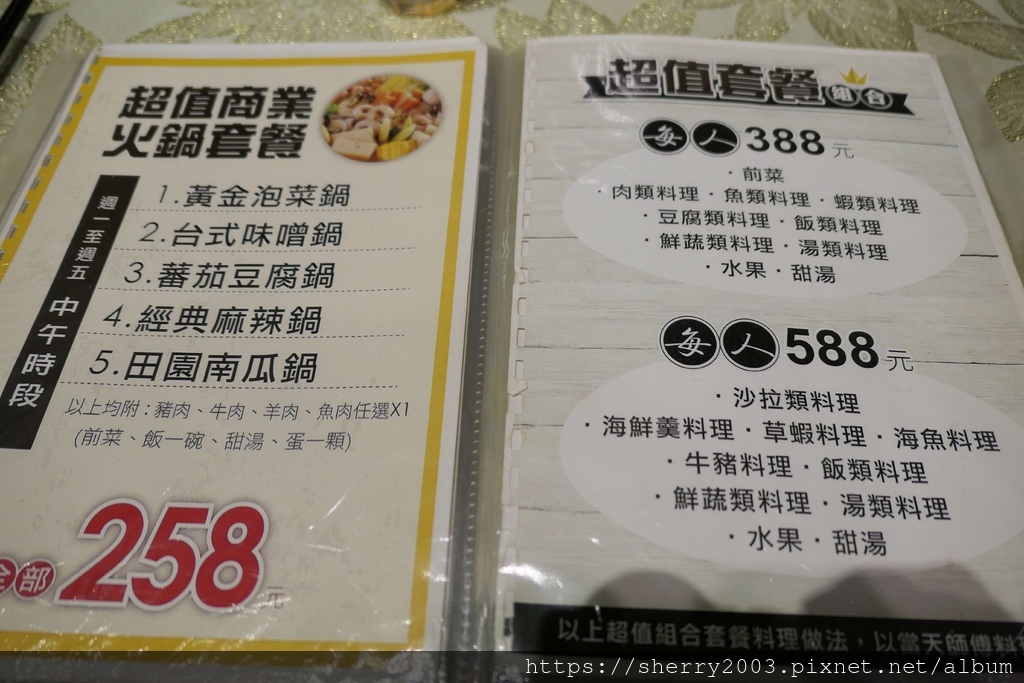 超值商業
火鍋套餐
週一至週五 中午時段
1.黃金泡菜鍋
2.台式味噌鍋
3.蕃茄豆腐鍋
4.經典麻辣鍋
5.田園南瓜鍋
以上均附:豬肉、牛肉、羊肉、魚肉任選X1
(前菜、飯一碗、甜湯、蛋一顆)
全部258元
超值套餐組合
每人388元
·前菜
·肉類料理·魚類料理·蝦類料理
·豆腐類料理·飯類料理
·鮮蔬類料理·湯類料理
·水果·甜湯
每人588元
·沙拉類料理
·海鮮羹料理·草蝦料理·海魚料理
·牛豬料理·飯類料理
·鮮蔬類料理·湯類料理
·水果·甜湯
以上超值組合套餐料理做法,以當天師傅料
https://sherry2003.pixnet.net/album